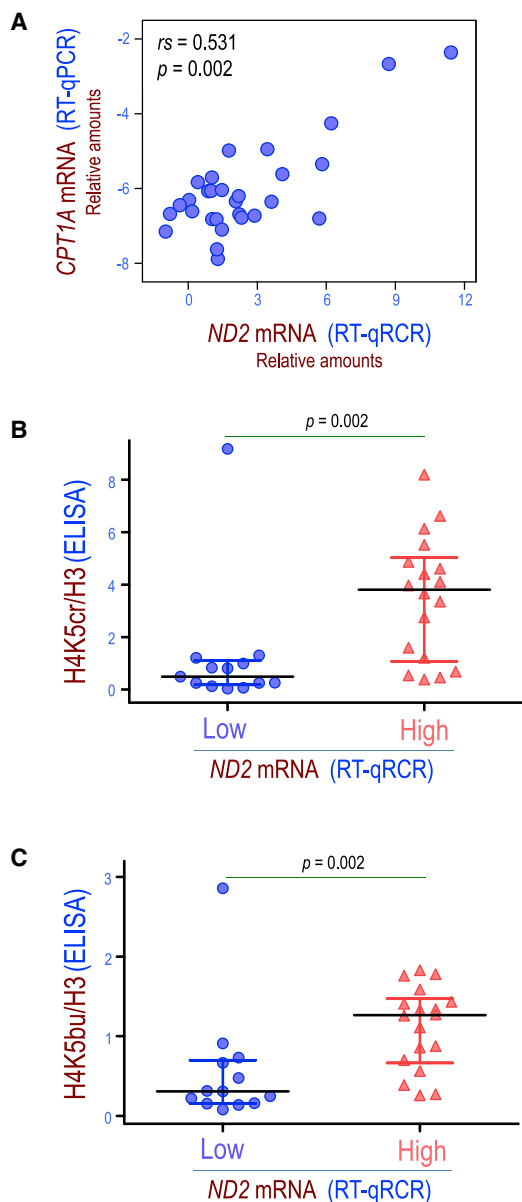 A
rs = 0.531
p = 0.002
CPT1A mRNA (RT-qPCR)
Relative amounts
-2
-4
-6
-8
0 3 6 9 12
ND2 mRNA (RT-qRCR)
Relative amounts
B
p = 0.002
H4K5cr/H3 (ELISA)
8
6
4
2
0
Low High
ND2 mRNA (RT-qRCR)
C
p = 0.002
H4K5bu/H3 (ELISA)
3
2
1
0
Low High
ND2 mRNA (RT-qRCR)